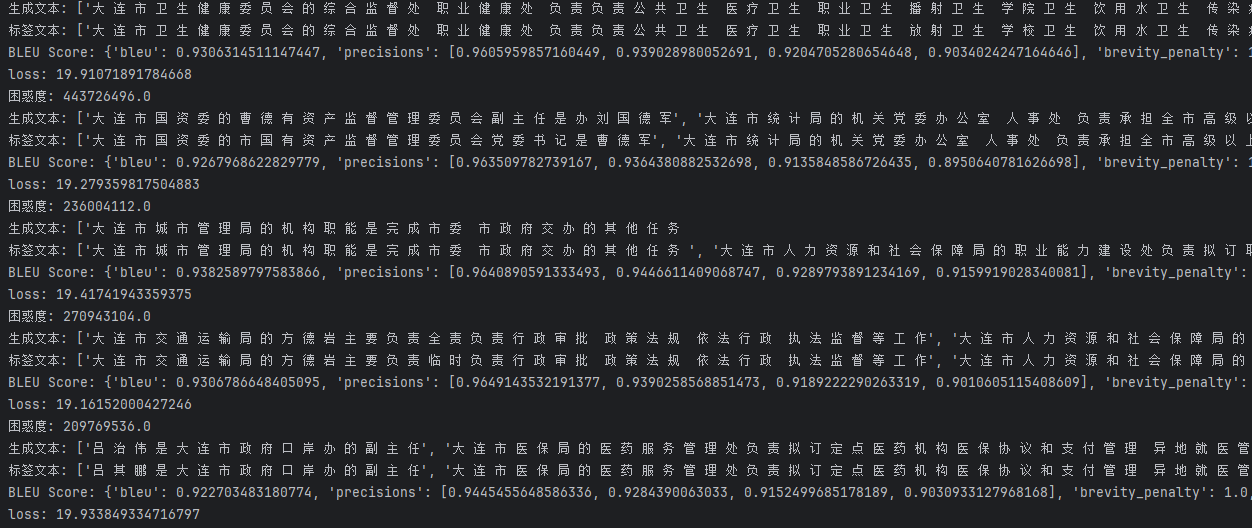 生成文本: ['大 连 市 卫 生 健 康 委 员 会 的 综 合 监 督 处  职 业 健 康 处  负 责 负 责 公 共 卫 生  医 疗 卫 生  职 业 卫 生  播 射 卫 生  学 院 卫 生  饮 用 水 卫 生  传 染
标签文本: ['大 连 市 卫 生 健 康 委 员 会 的 综 合 监 督 处  职 业 健 康 处  负 责 负 责 公 共 卫 生  医 疗 卫 生  职 业 卫 生  放 射 卫 生  学 校 卫 生  饮 用 水 卫 生  传 染
BLEU Score: {'bleu': 0.9306314511147447, 'precisions': [0.9605959857160449, 0.939028980052691, 0.9204705280654648, 0.9034024247164646], 'brevity_penalty': 1
loss: 19.91071891784668
困惑度: 443726496.0
生成文本: ['大 连 市 国 资 委 的 曹 德 有 资 产 监 督 管 理 委 员 会 副 主 任 是 办 刘 国 德 军', '大 连 市 统 计 局 的 机 关 党 委 办 公 室  人 事 处  负 责 承 担 全 市 高 级 以
标签文本: ['大 连 市 国 资 委 的 市 国 有 资 产 监 督 管 理 委 员 会 党 委 书 记 是 曹 德 军', '大 连 市 统 计 局 的 机 关 党 委 办 公 室  人 事 处  负 责 承 担 全 市 高 级 以 上
BLEU Score: {'bleu': 0.9267968622829779, 'precisions': [0.963509782739167, 0.9364380882532698, 0.9135848586726435, 0.8950640781626698], 'brevity_penalty': 1
loss: 19.279359817504883
困惑度: 236004112.0
生成文本: ['大 连 市 城 市 管 理 局 的 机 构 职 能 是 完 成 市 委  市 政 府 交 办 的 其 他 任 务
标签文本: ['大 连 市 城 市 管 理 局 的 机 构 职 能 是 完 成 市 委  市 政 府 交 办 的 其 他 任 务 ', '大 连 市 人 力 资 源 和 社 会 保 障 局 的 职 业 能 力 建 设 处 负 责 拟 订 职
BLEU Score: {'bleu': 0.9382589797583866, 'precisions': [0.9640890591333493, 0.9446611409068747, 0.9289793891234169, 0.9159919028340081], 'brevity_penalty':
loss: 19.41741943359375
困惑度: 270943104.0
生成文本: ['大 连 市 交 通 运 输 局 的 方 德 岩 主 要 负 责 全 责 负 责 行 政 审 批  政 策 法 规  依 法 行 政  执 法 监 督 等 工 作', '大 连 市 人 力 资 源 和 社 会 保 障 局 的
标签文本: ['大 连 市 交 通 运 输 局 的 方 德 岩 主 要 负 责 临 时 负 责 行 政 审 批  政 策 法 规  依 法 行 政  执 法 监 督 等 工 作', '大 连 市 人 力 资 源 和 社 会 保 障 局 的
BLEU Score: {'bleu': 0.9306786648405095, 'precisions': [0.9649143532191377, 0.9390258568851473, 0.9189222290263319, 0.9010605115408609], 'brevity_penalty':
loss: 19.16152000427246
困惑度: 209769536.0
生成文本: ['吕 治 伟 是 大 连 市 政 府 口 岸 办 的 副 主 任', '大 连 市 医 保 局 的 医 药 服 务 管 理 处 负 责 拟 订 定 点 医 药 机 构 医 保 协 议 和 支 付 管 理  异 地 就 医 管
标签文本: ['吕 其 鹏 是 大 连 市 政 府 口 岸 办 的 副 主 任', '大 连 市 医 保 局 的 医 药 服 务 管 理 处 负 责 拟 订 定 点 医 药 机 构 医 保 协 议 和 支 付 管 理  异 地 就 医 管
BLEU Score: {'bleu': 0.922703483180774, 'precisions': [0.9445455648586336, 0.9284390063033, 0.9152499685178189, 0.9030933127968168], 'brevity_penalty': 1.0,
loss: 19.933849334716797